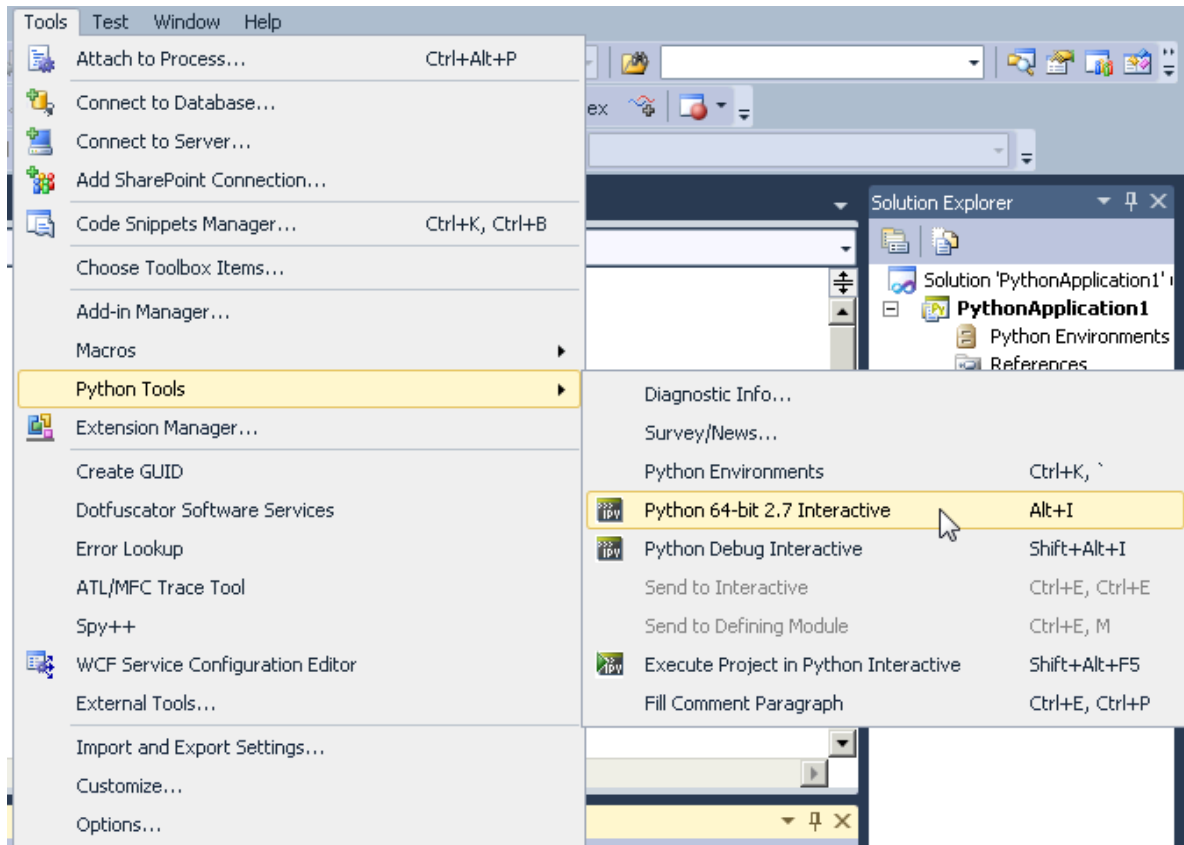 Tools Test Window Help
Attach to Process... Ctrl+Alt+P
Connect to Database...
ex
Connect to Server...
Add SharePoint Connection...
Code Snippets Manager... Ctrl+K, Ctrl+B
Choose Toolbox Items...
Add-in Manager...
Macros
Python Tools
Extension Manager...
Create GUID
Dotfuscator Software Services
Error Lookup
ATL/MFC Trace Tool
Spy++
WCF Service Configuration Editor
External Tools...
Import and Export Settings...
Customize...
Options...
Solution Explorer
Solution 'PythonApplication1'
PythonApplication1
Python Environments
References
Diagnostic Info...
Survey/News...
Python Environments Ctrl+K, `
Python 64-bit 2.7 Interactive Alt+I
Python Debug Interactive Shift+Alt+I
Send to Interactive Ctrl+E, Ctrl+E
Send to Defining Module Ctrl+E, M
Execute Project in Python Interactive Shift+Alt+F5
Fill Comment Paragraph Ctrl+E, Ctrl+P